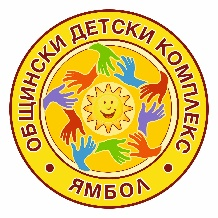 ОБЩИНСКИ ДЕТСКИ КОМПЛЕКС
ЯМБОЛ